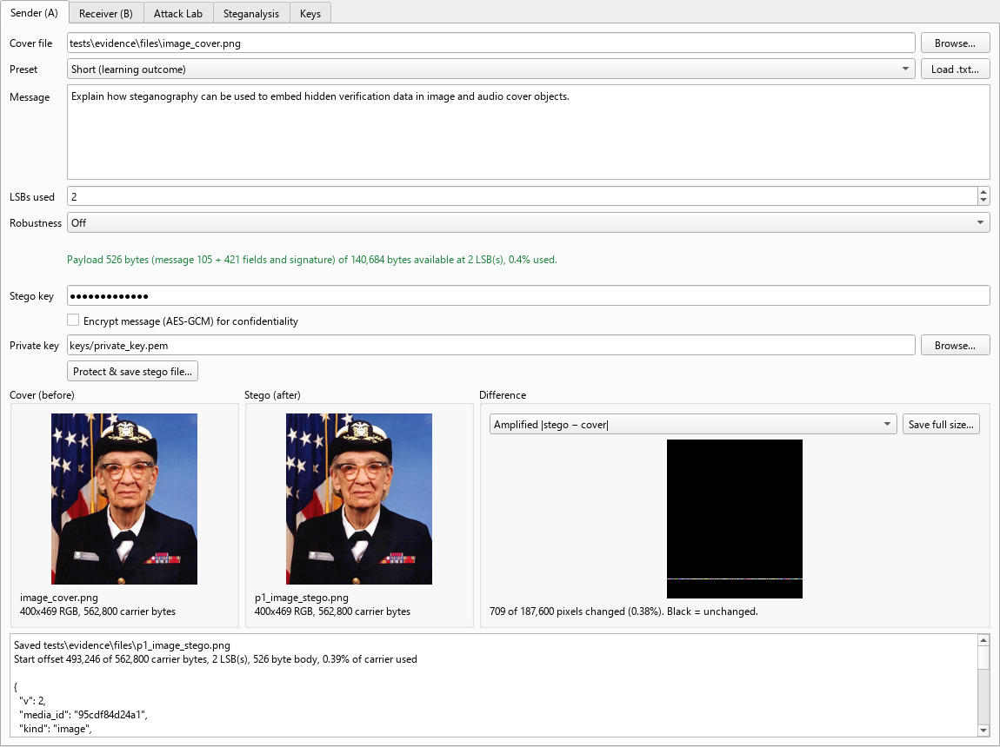 Sender (A) Receiver (B) Attack Lab Steganalysis Keys
Cover file tests\evidence\files\image_cover.png Browse...
Preset Short (learning outcome) Load .txt...
Message Explain how steganography can be used to embed hidden verification data in image and audio cover objects.
LSBs used 2
Robustness Off
Payload 526 bytes (message 105 + 421 fields and signature) of 140,684 bytes available at 2 LSB(s), 0.4% used.
Stego key ●●●●●●●●●●●●●
Encrypt message (AES-GCM) for confidentiality
Private key keys/private_key.pem Browse...
Protect & save stego file...
Cover (before) Stego (after) Difference
Amplified |stego − cover| Save full size...
image_cover.png p1_image_stego.png
400x469 RGB, 562,800 carrier bytes 400x469 RGB, 562,800 carrier bytes 709 of 187,600 pixels changed (0.38%). Black = unchanged.
Saved tests\evidence\files\p1_image_stego.png
Start offset 493,246 of 562,800 carrier bytes, 2 LSB(s), 526 byte body, 0.39% of carrier used
{
"v": 2,
"media_id": "95cdf84d24a1",
"kind": "image",